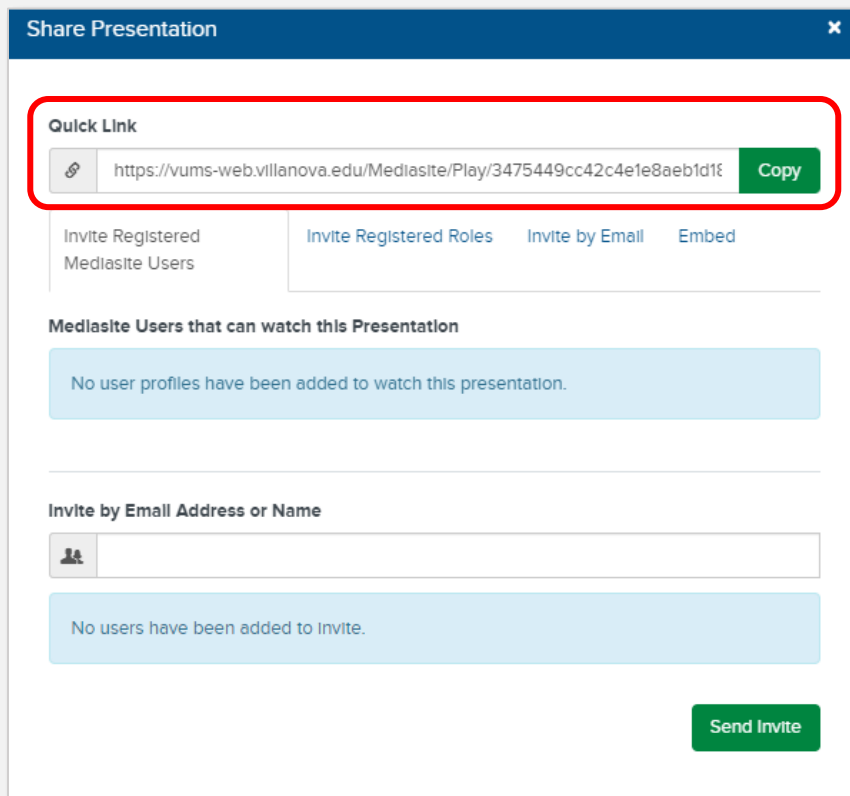 Share Presentation
Quick Link
https://vums-web.villanova.edu/Mediasite/Play/3475449cc42c4e1e8aeb1d18
Copy
Invite Registered
Mediasite Users
Invite Registered Roles
Invite by Email
Embed
Mediasite Users that can watch this Presentation
No user profiles have been added to watch this presentation.
Invite by Email Address or Name
No users have been added to invite.
Send Invite